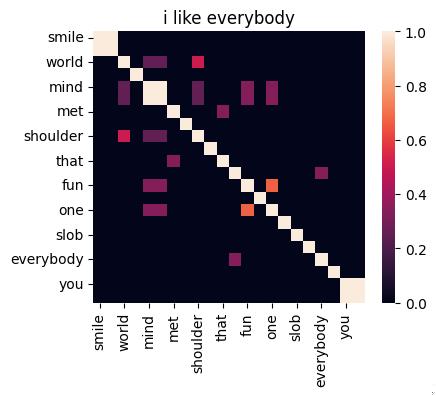 i like everybody
smile
world
mind
met
shoulder
that
fun
one
slob
everybody
you
1.0
0.8
0.6
0.4
0.2
0.0
smile
world
mind
met
shoulder
that
fun
one
slob
everybody
you